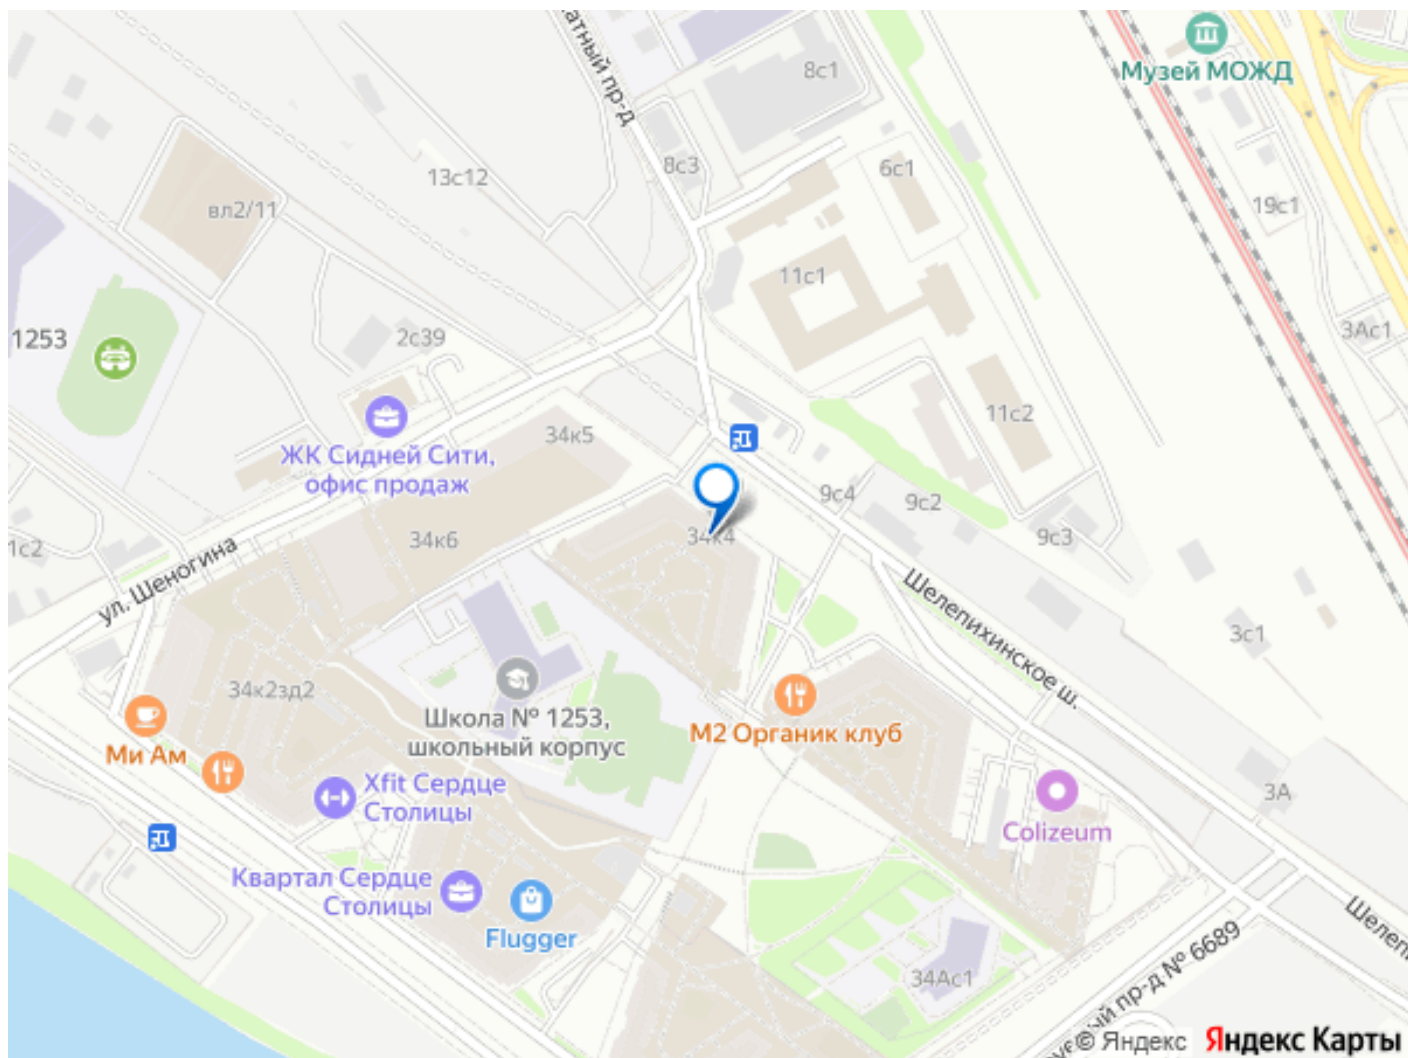 Музей МОЖД
атный пр-д
8с1
8с3
6с1
13с12
19с1
вл2/11
11с1
3Ас1
1253
2с39
11с2
34к5
ЖК Сидней Сити,
офис продаж
9с4
9с2
9с3
34к4
34к6
1с2
ул. Шеногина
Шелепихинское ш.
3с1
34к2зд2
Школа № 1253,
школьный корпус
М2 Органик клуб
Ми Ам
Xfit Сердце
Столицы
3А
Colizeum
Квартал Сердце
Столицы
Flugger
Шелепи
34Ас1
ый пр-д № 6689
© Яндекс
Яндекс Карты